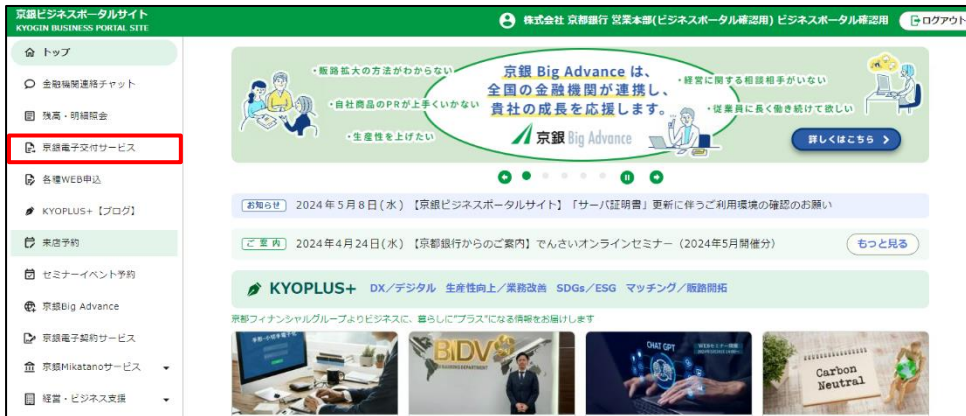 京銀ビジネスポータルサイト
KYOGIN BUSINESS PORTAL SITE
株式会社 京都銀行 営業本部(ビジネスポータル確認用) ビジネスポータル確認用
ログアウト
トップ
金融機関連絡チャット
残高・明細照会
京銀電子交付サービス
各種WEB申込
KYOPLUS+【ブログ】
来店予約
セミナーイベント予約
京銀Big Advance
京銀電子契約サービス
京銀Mikatanoサービス
経営・ビジネス支援
・販路拡大の方法がわからない
・自社商品のPRが上手くいかない
・生産性を上げたい
京銀 Big Advance は、
全国の金融機関が連携し、
貴社の成長を応援します。
京銀 Big Advance
・経営に関する相談相手がいない
・従業員に長く働き続けて欲しい
詳しくはこちら >
お知らせ 2024年5月8日(水)【京銀ビジネスポータルサイト】「サーバ証明書」更新に伴うご利用環境の確認のお願い
ご案内 2024年4月24日(水)【京都銀行からのご案内】でんさいオンラインセミナー(2024年5月開催分)
もっと見る
KYOPLUS+ DX/デジタル 生産性向上/業務改善 SDGs/ESG マッチング/販路開拓
京都フィナンシャルグループよりビジネスに、暮らしに"プラス"になる情報をお届けします
BIDV
CHAT GPT
Carbon
Neutral